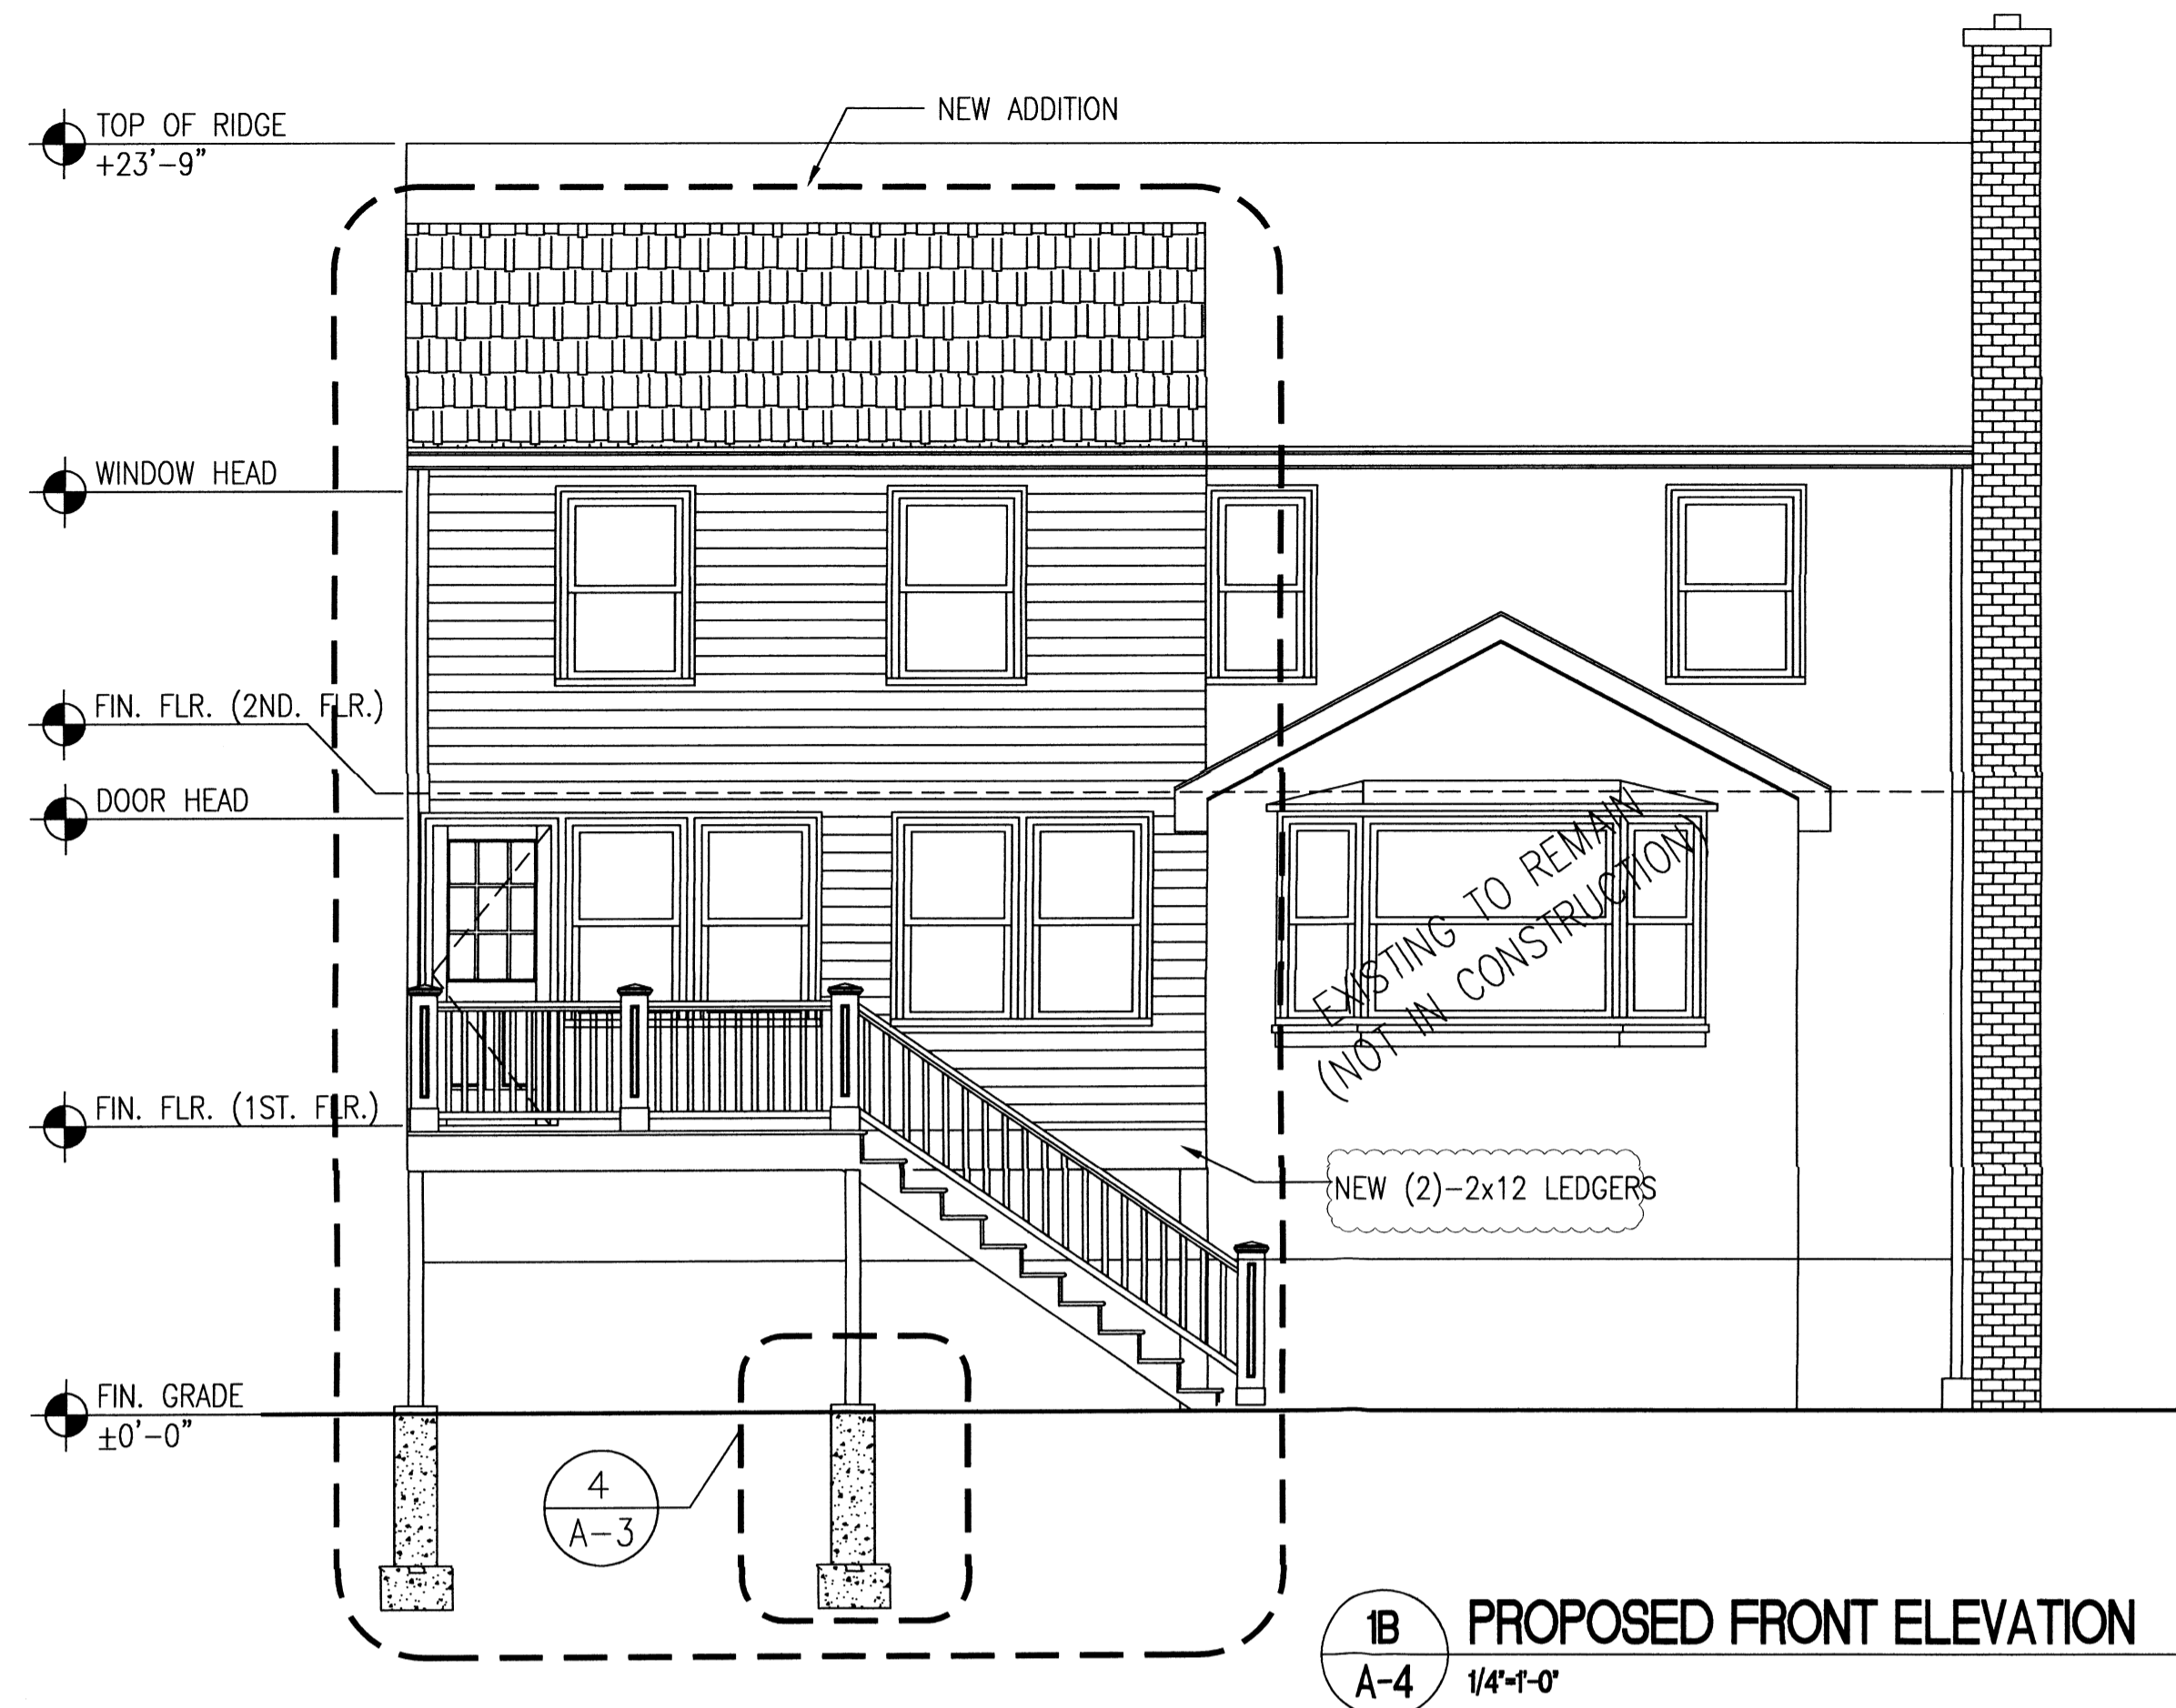 NEW ADDITION
TOP OF RIDGE
+23'-9"
WINDOW HEAD
FIN. FLR. (2ND. FLR.)
DOOR HEAD
EXISTING TO REMAIN
(NOT IN CONSTRUCTION)
FIN. FLR. (1ST. FLR.)
NEW (2)-2x12 LEDGERS
FIN. GRADE
±0'-0"
4
A-3
1B
A-4
PROPOSED FRONT ELEVATION
1/4"=1'-0"